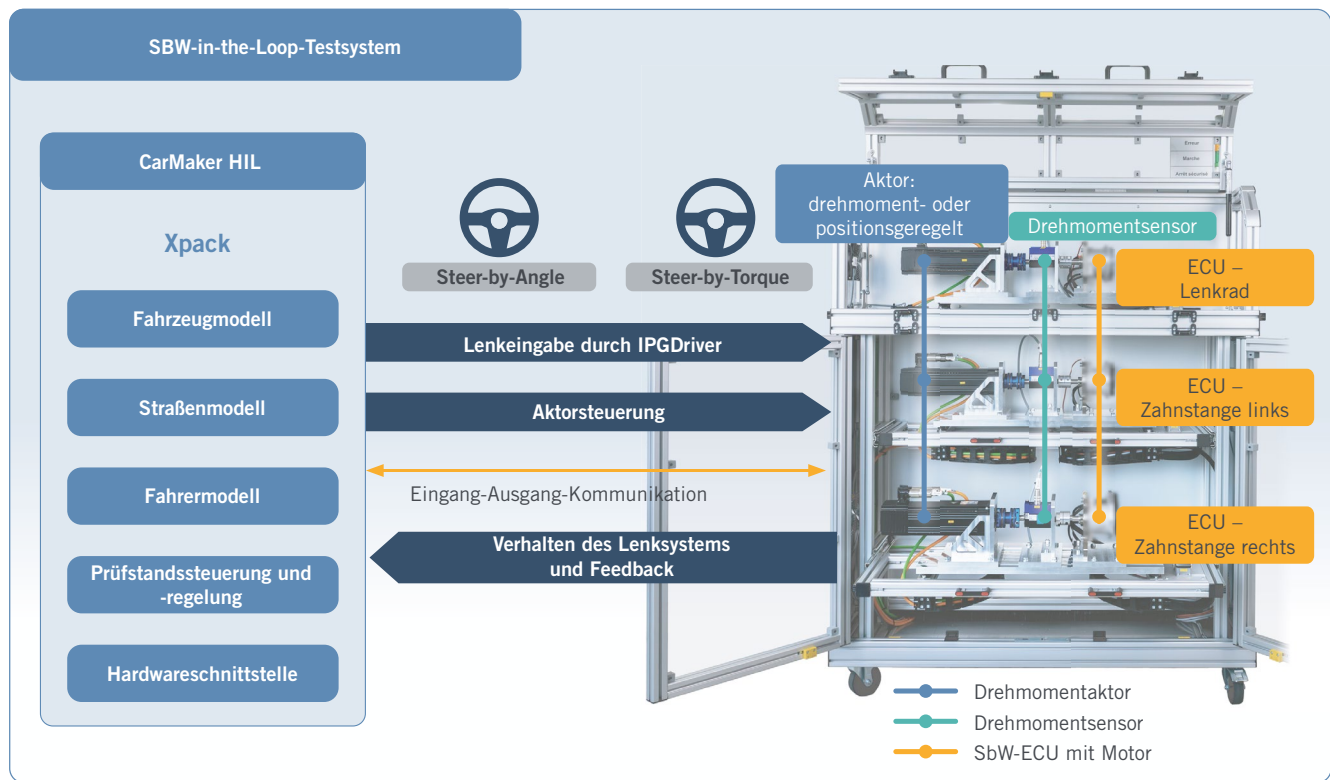 SBW-in-the-Loop-Testsystem
CarMaker HIL
Xpack
Fahrzeugmodell
Straßenmodell
Fahrermodell
Prüfstandssteuerung und
-regelung
Hardwareschnittstelle
Steer-by-Angle
Steer-by-Torque
Lenkeingabe durch IPGDriver
Aktorsteuerung
Eingang-Ausgang-Kommunikation
Verhalten des Lenksystems
und Feedback
Aktor:
drehmoment- oder
positionsgeregelt
Drehmomentsensor
Erreur
Marche
ECU –
Lenkrad
ECU –
Zahnstange links
ECU –
Zahnstange rechts
Drehmomentaktor
Drehmomentsensor
SbW-ECU mit Motor